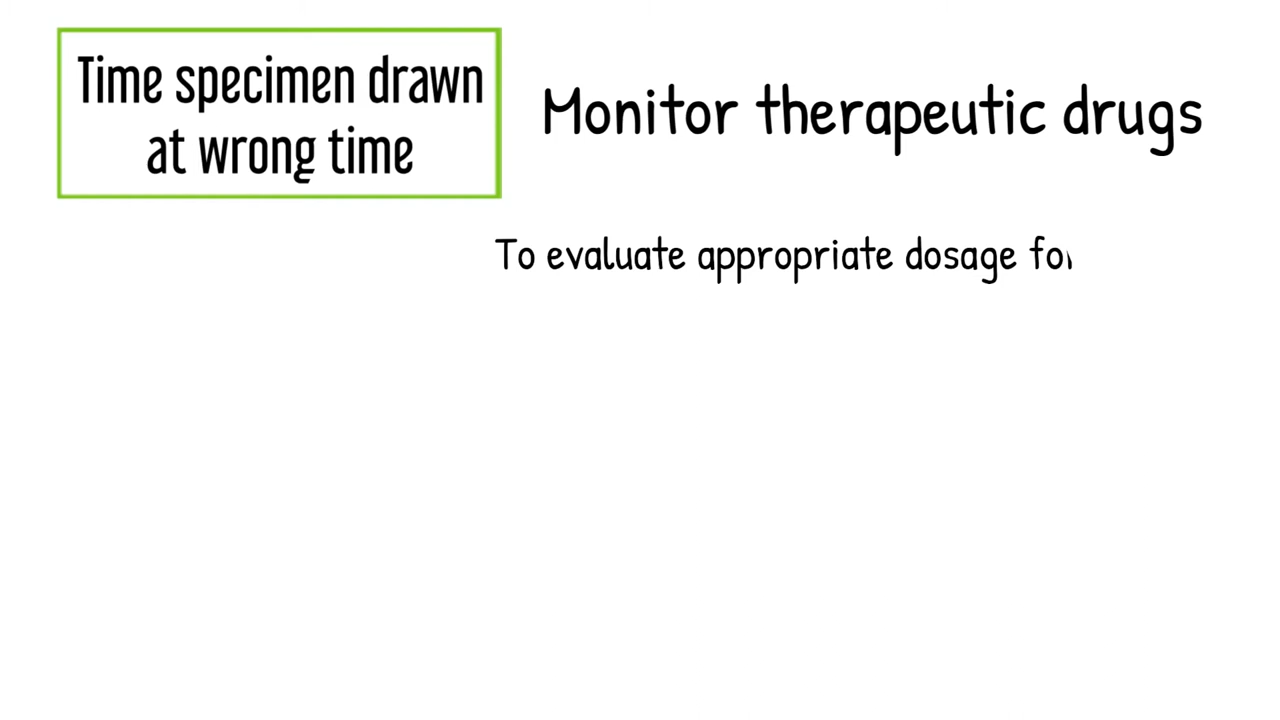 Time specimen drawn
at wrong time
Monitor therapeutic drugs
To evaluate appropriate dosage